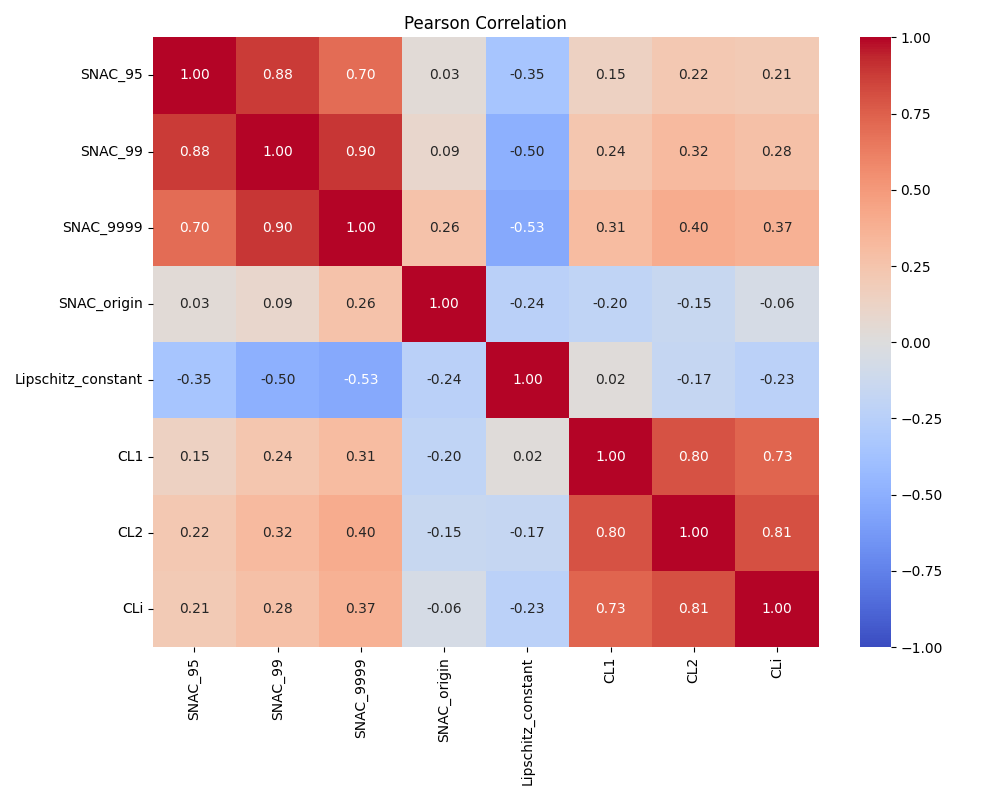 Pearson Correlation
SNAC_95 1.00 0.88 0.70 0.03 -0.35 0.15 0.22 0.21
SNAC_99 0.88 1.00 0.90 0.09 -0.50 0.24 0.32 0.28
SNAC_9999 0.70 0.90 1.00 0.26 -0.53 0.31 0.40 0.37
SNAC_origin 0.03 0.09 0.26 1.00 -0.24 -0.20 -0.15 -0.06
Lipschitz_constant -0.35 -0.50 -0.53 -0.24 1.00 0.02 -0.17 -0.23
CL1 0.15 0.24 0.31 -0.20 0.02 1.00 0.80 0.73
CL2 0.22 0.32 0.40 -0.15 -0.17 0.80 1.00 0.81
CLi 0.21 0.28 0.37 -0.06 -0.23 0.73 0.81 1.00
SNAC_95
SNAC_99
SNAC_9999
SNAC_origin
Lipschitz_constant
CL1
CL2
CLi
1.00
0.75
0.50
0.25
0.00
−0.25
−0.50
−0.75
−1.00